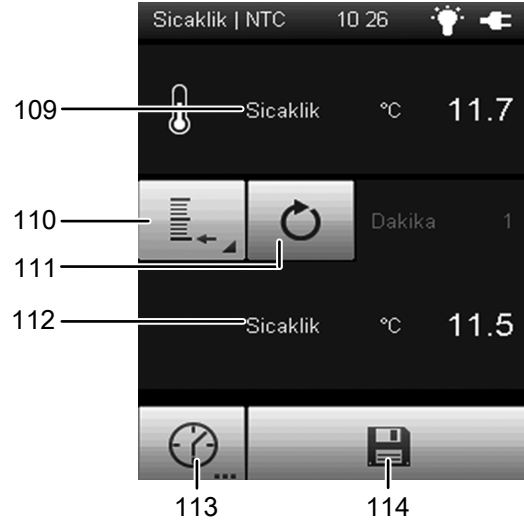 Sicaklik | NTC 10 26
109 Sicaklik °C 11.7
110 Dakika 1
111
112 Sicaklik °C 11.5
113 114